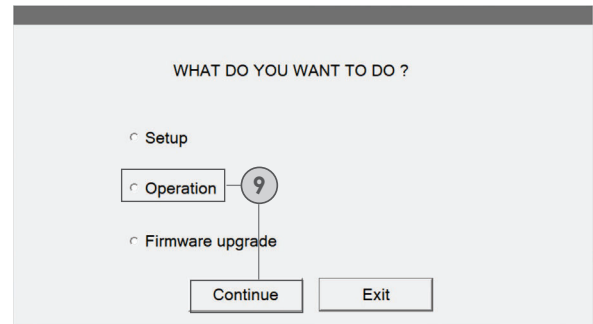 WHAT DO YOU WANT TO DO ?
Setup
Operation
9
Firmware upgrade
Continue
Exit